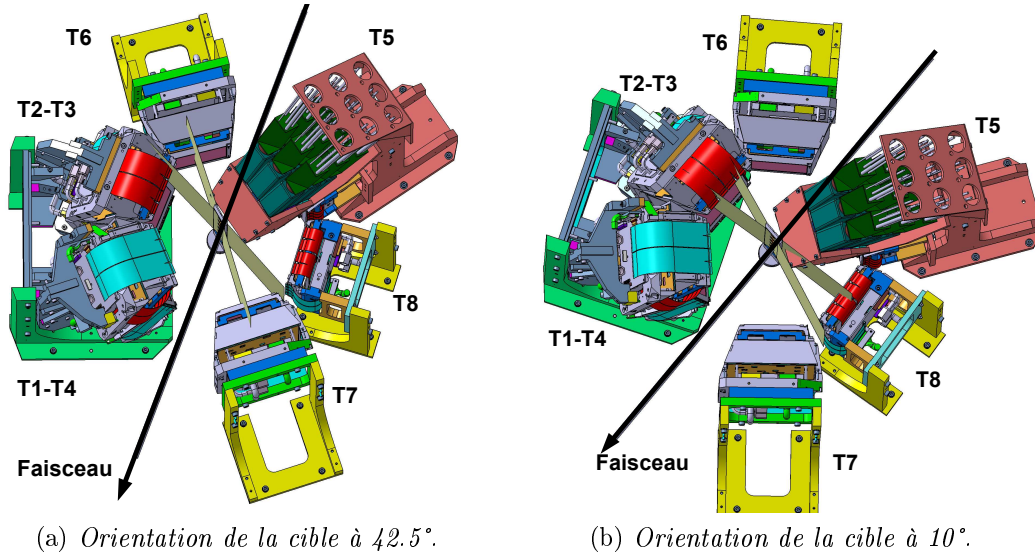 T6
T5
T2-T3
T8
T1-T4
T7
Faisceau
(a) Orientation de la cible à 42.5°.
T6
T2-T3
T5
T1-T4
T8
Faisceau
T7
(b) Orientation de la cible à 10°.